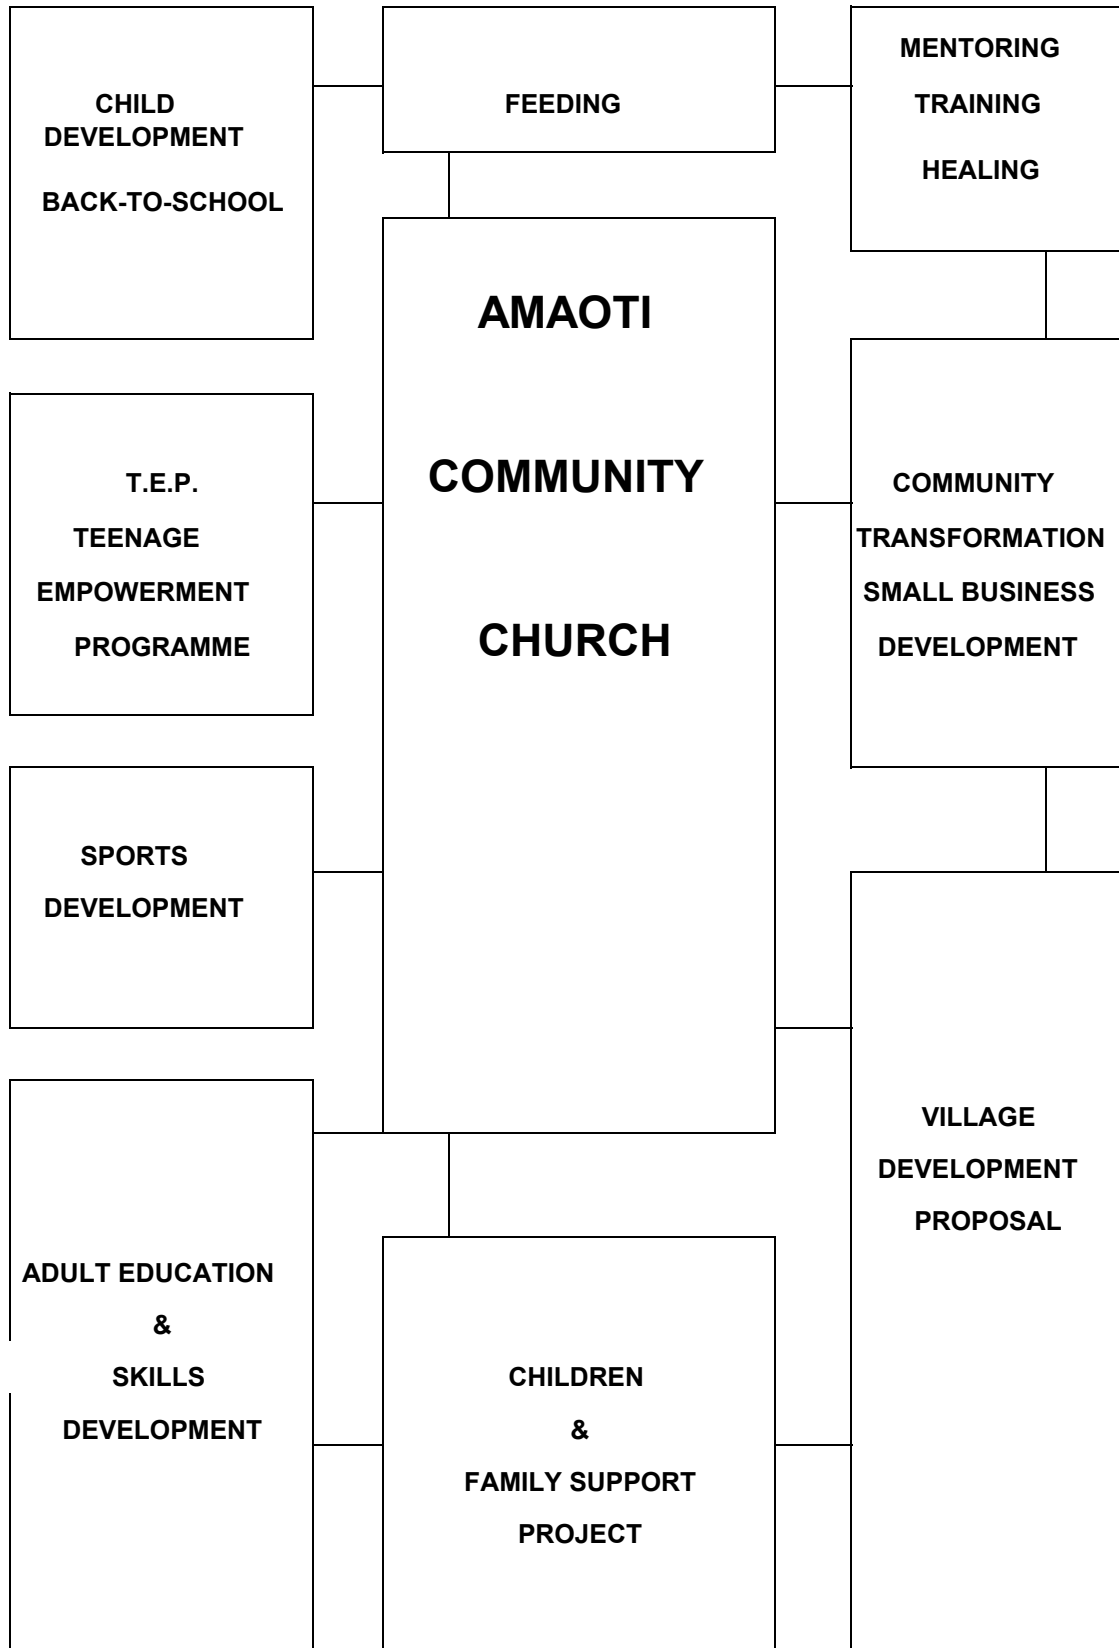 CHILD
DEVELOPMENT
BACK-TO-SCHOOL
FEEDING
MENTORING
TRAINING
HEALING
AMAOTI
COMMUNITY
CHURCH
T.E.P.
TEENAGE
EMPOWERMENT
PROGRAMME
COMMUNITY
TRANSFORMATION
SMALL BUSINESS
DEVELOPMENT
SPORTS
DEVELOPMENT
VILLAGE
DEVELOPMENT
PROPOSAL
ADULT EDUCATION
&
SKILLS
DEVELOPMENT
CHILDREN
&
FAMILY SUPPORT
PROJECT